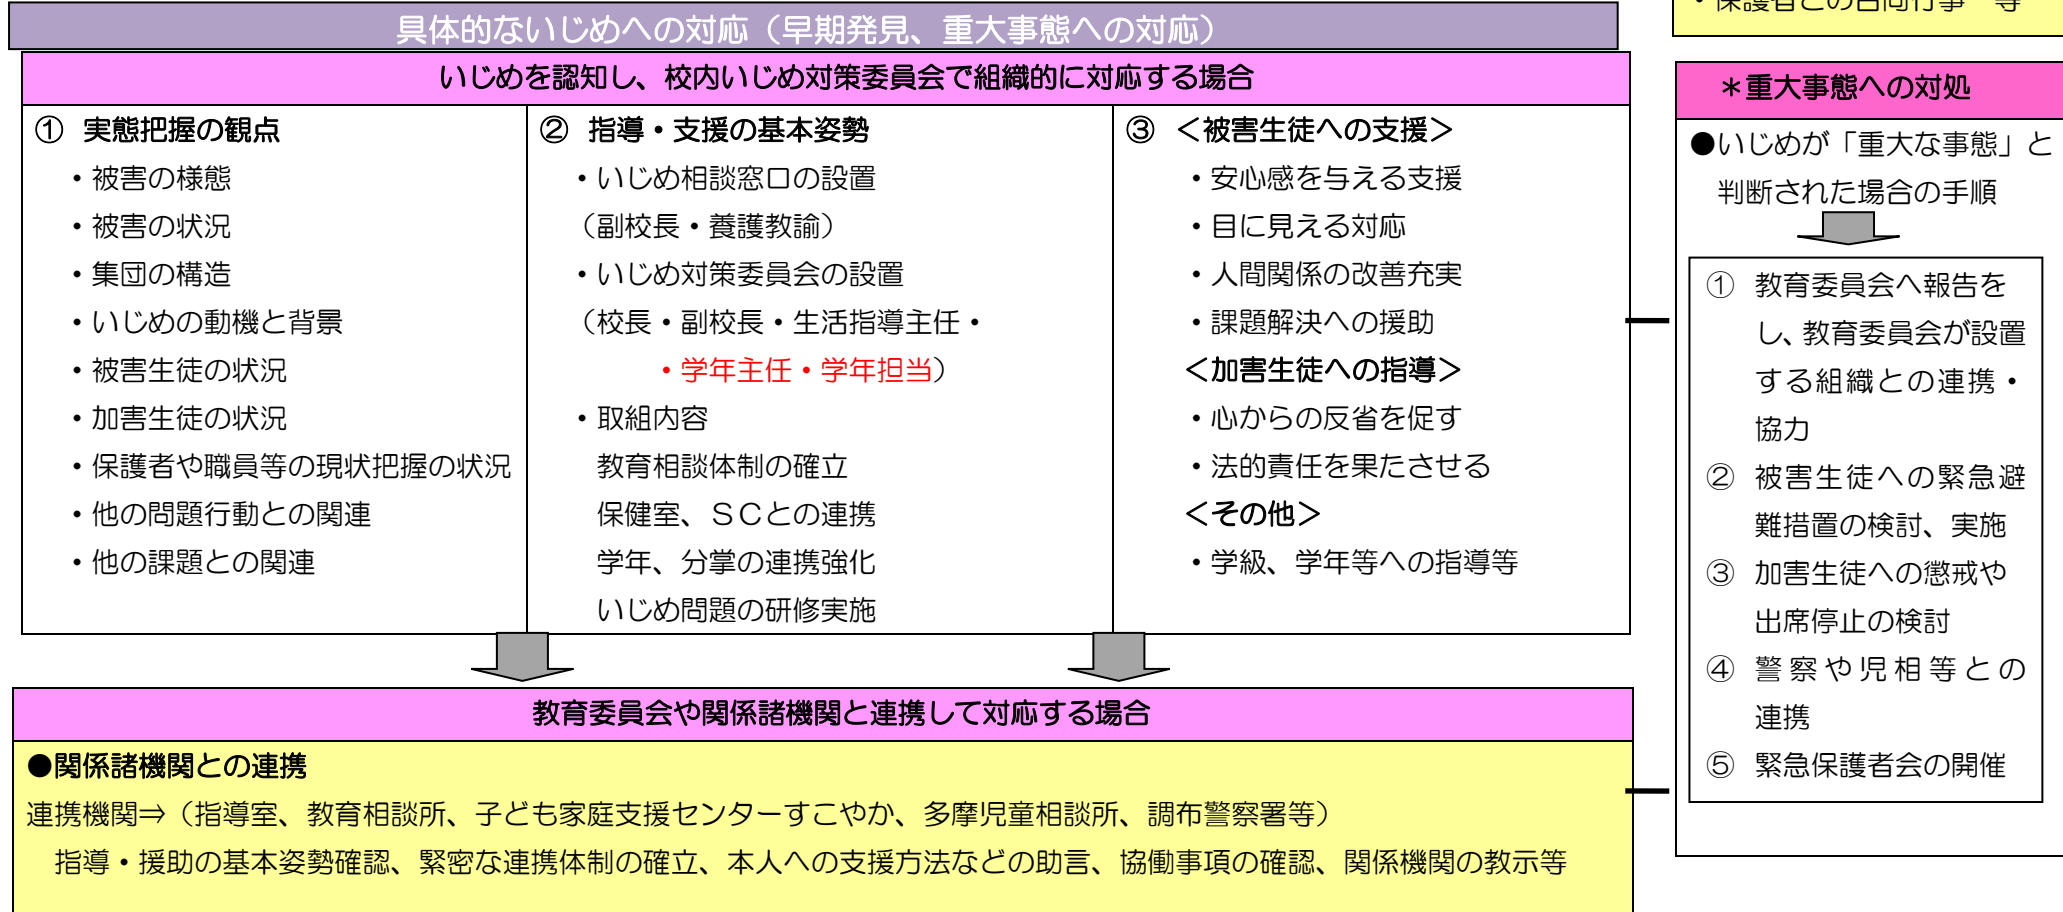 具体的ないじめへの対応（早期発見、重大事態への対応）
いじめを認知し、校内いじめ対策委員会で組織的に対応する場合
① 実態把握の観点
・被害の様態
・被害の状況
・集団の構造
・いじめの動機と背景
・被害生徒の状況
・加害生徒の状況
・保護者や職員等の現状把握の状況
・他の問題行動との関連
・他の課題との関連
② 指導・支援の基本姿勢
・いじめ相談窓口の設置
（副校長・養護教諭）
・いじめ対策委員会の設置
（校長・副校長・生活指導主任・
・学年主任・学年担当）
・取組内容
教育相談体制の確立
保健室、ＳＣとの連携
学年、分掌の連携強化
いじめ問題の研修実施
③ ＜被害生徒への支援＞
・安心感を与える支援
・目に見える対応
・人間関係の改善充実
・課題解決への援助
＜加害生徒への指導＞
・心からの反省を促す
・法的責任を果たさせる
＜その他＞
・学級、学年等への指導等
教育委員会や関係諸機関と連携して対応する場合
●関係諸機関との連携
連携機関⇒（指導室、教育相談所、子ども家庭支援センターすこやか、多摩児童相談所、調布警察署等）
指導・援助の基本姿勢確認、緊密な連携体制の確立、本人への支援方法などの助言、協働事項の確認、関係機関の教示等
・保護者との合同行事　等
＊重大事態への対処
●いじめが「重大な事態」と
判断された場合の手順
① 教育委員会へ報告を
し、教育委員会が設置
する組織との連携・
協力
② 被害生徒への緊急避
難措置の検討、実施
③ 加害生徒への懲戒や
出席停止の検討
④ 警察や児相等との
連携
⑤ 緊急保護者会の開催